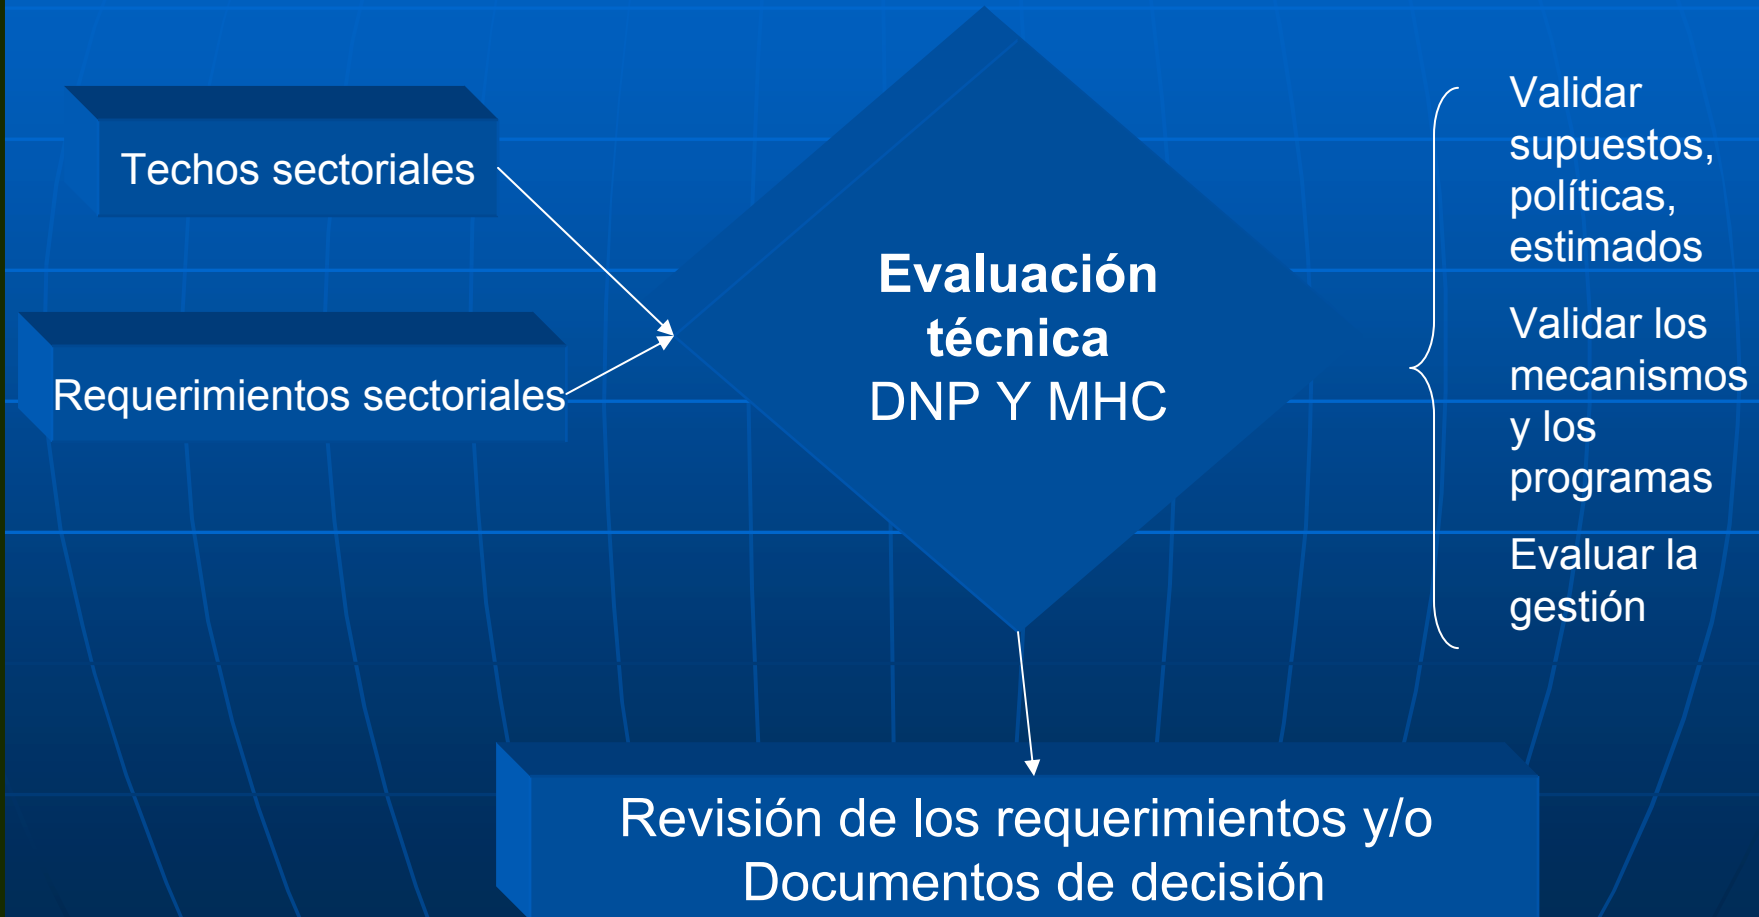 Techos sectoriales
Requerimientos sectoriales
Evaluación
técnica
DNP Y MHC
Validar
supuestos,
políticas,
estimados
Validar los
mecanismos
y los
programas
Evaluar la
gestión
Revisión de los requerimientos y/o
Documentos de decisión